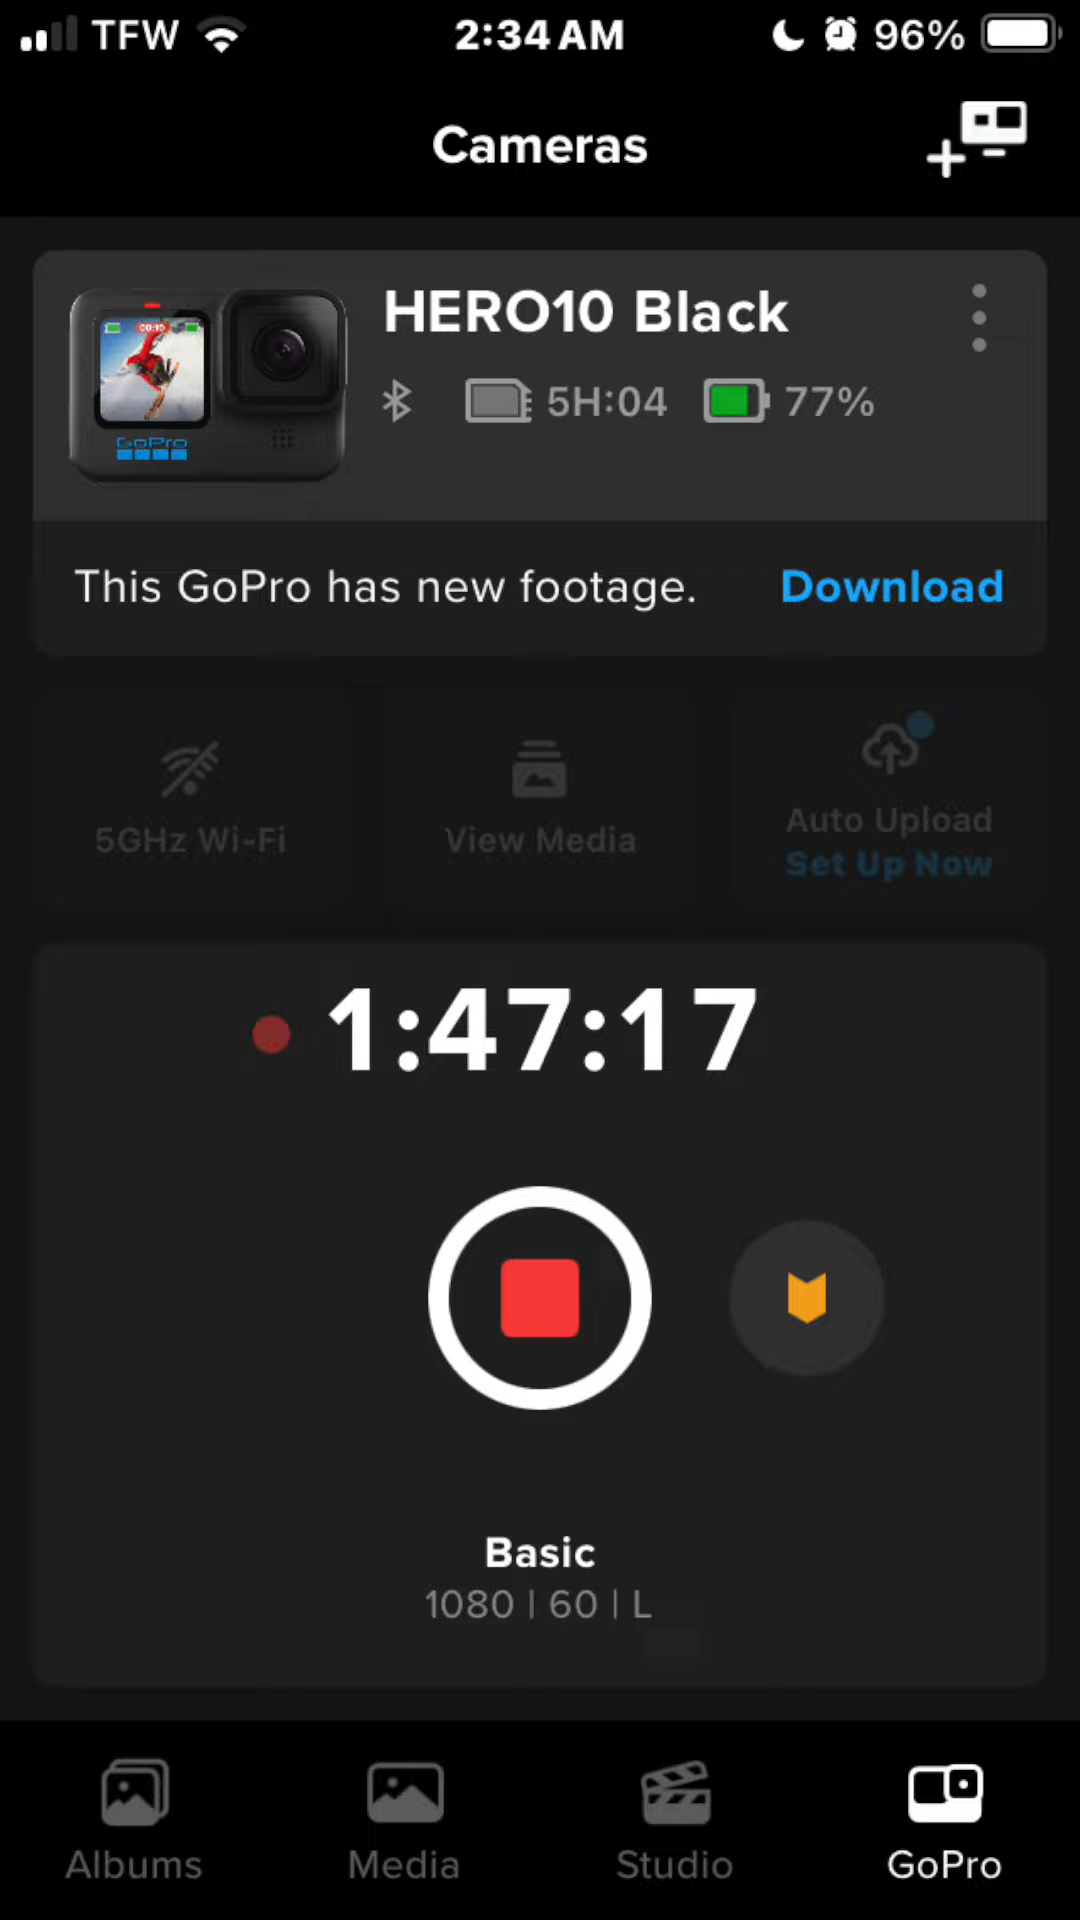 TFW 2:34 AM 96%
Cameras
HERO10 Black
5H:04 77%
GoPro
This GoPro has new footage. Download
5GHz Wi-Fi
View Media
Auto Upload
Set Up Now
1:47:17
Basic
1080 | 60 | L
Albums Media Studio GoPro